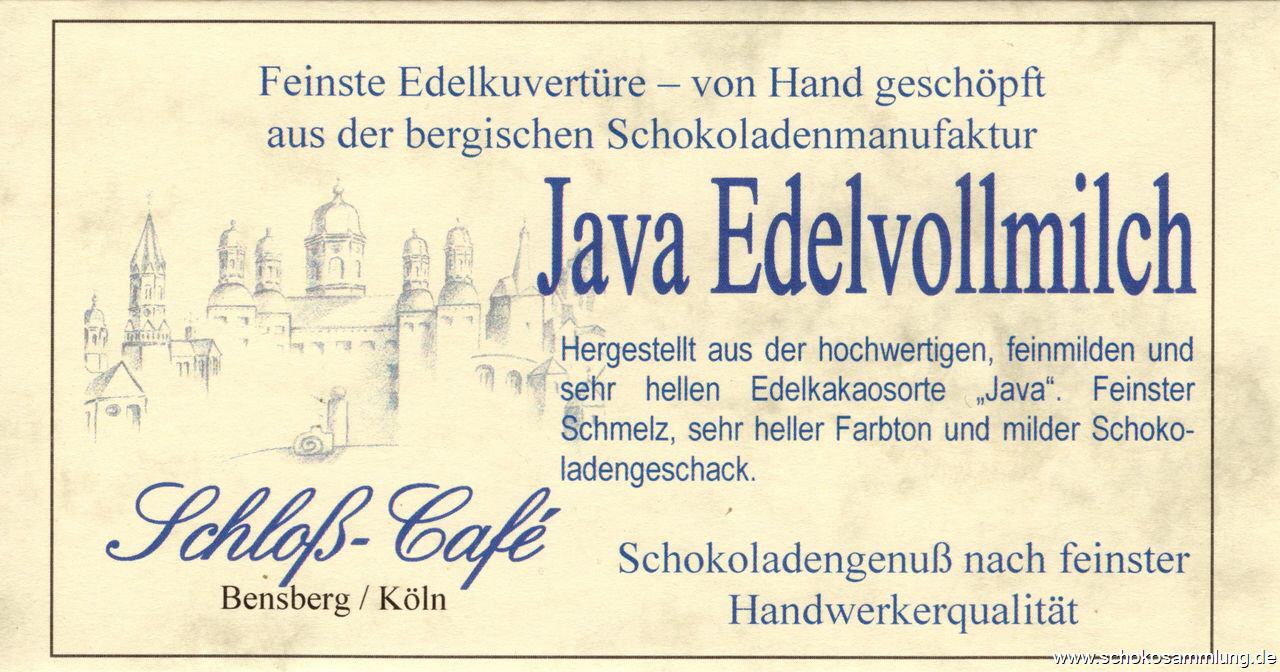 Feinste Edelkuvertüre – von Hand geschöpft
aus der bergischen Schokoladenmanufaktur
Java Edelvollmilch
Hergestellt aus der hochwertigen, feinmilden und
sehr hellen Edelkakaosorte „Java“. Feinster
Schmelz, sehr heller Farbton und milder Schoko-
ladengeschack.
Schloß-Café
Bensberg / Köln
Schokoladengenuß nach feinster
Handwerkerqualität
www.schokosammlung.de